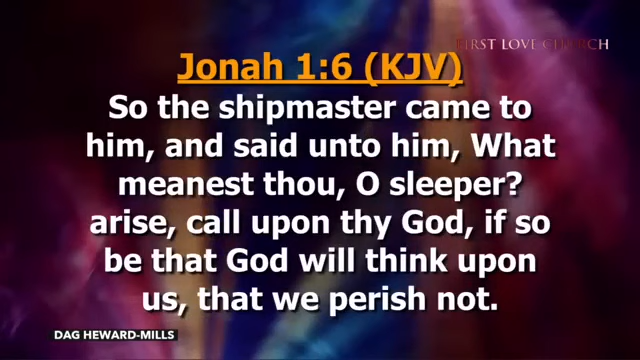 FIRST LOVE CHURCH
Jonah 1:6 (KJV)
So the shipmaster came to
him, and said unto him, What
meanest thou, O sleeper?
arise, call upon thy God, if so
be that God will think upon
us, that we perish not.
DAG HEWARD-MILLS